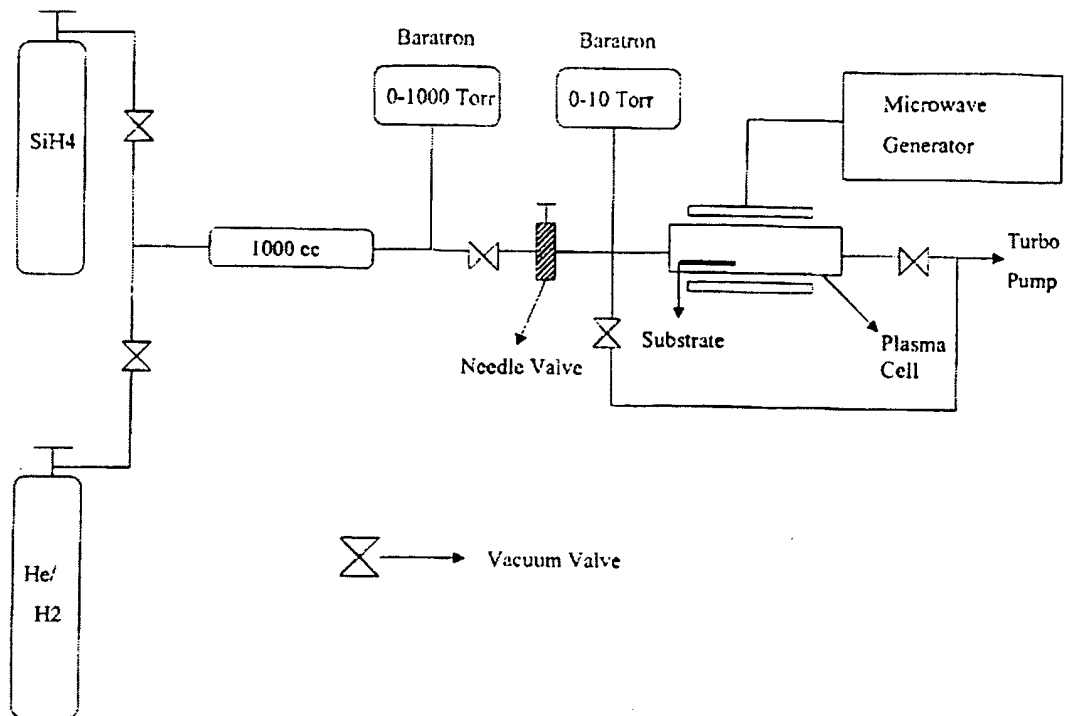 Baratron
Baratron
0-1000 Torr
0-10 Torr
Microwave
Generator
SiH4
1000 cc
Turbo
Pump
Substrate
Needle Valve
Plasma
Cell
Vacuum Valve
He/
H2